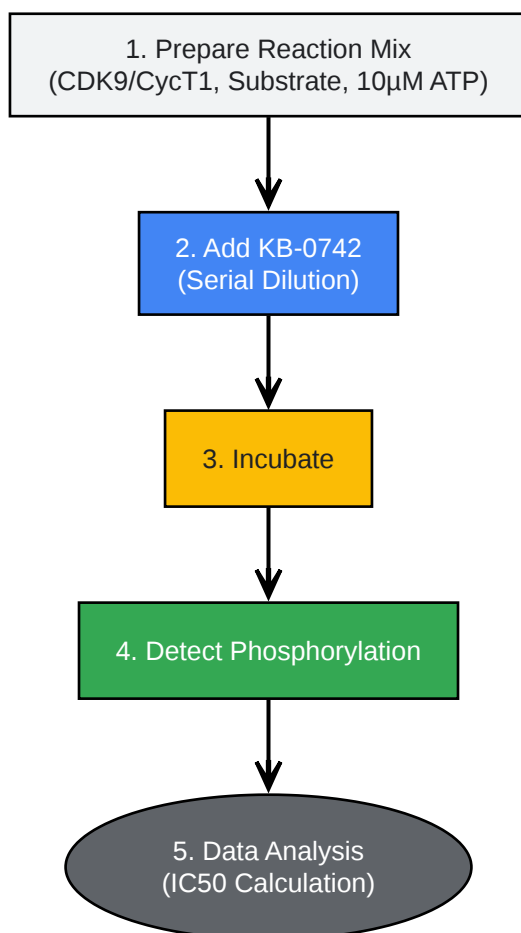 1. Prepare Reaction Mix
(CDK9/CycT1, Substrate, 10µM ATP)
2. Add KB-0742
(Serial Dilution)
3. Incubate
4. Detect Phosphorylation
5. Data Analysis
(IC50 Calculation)